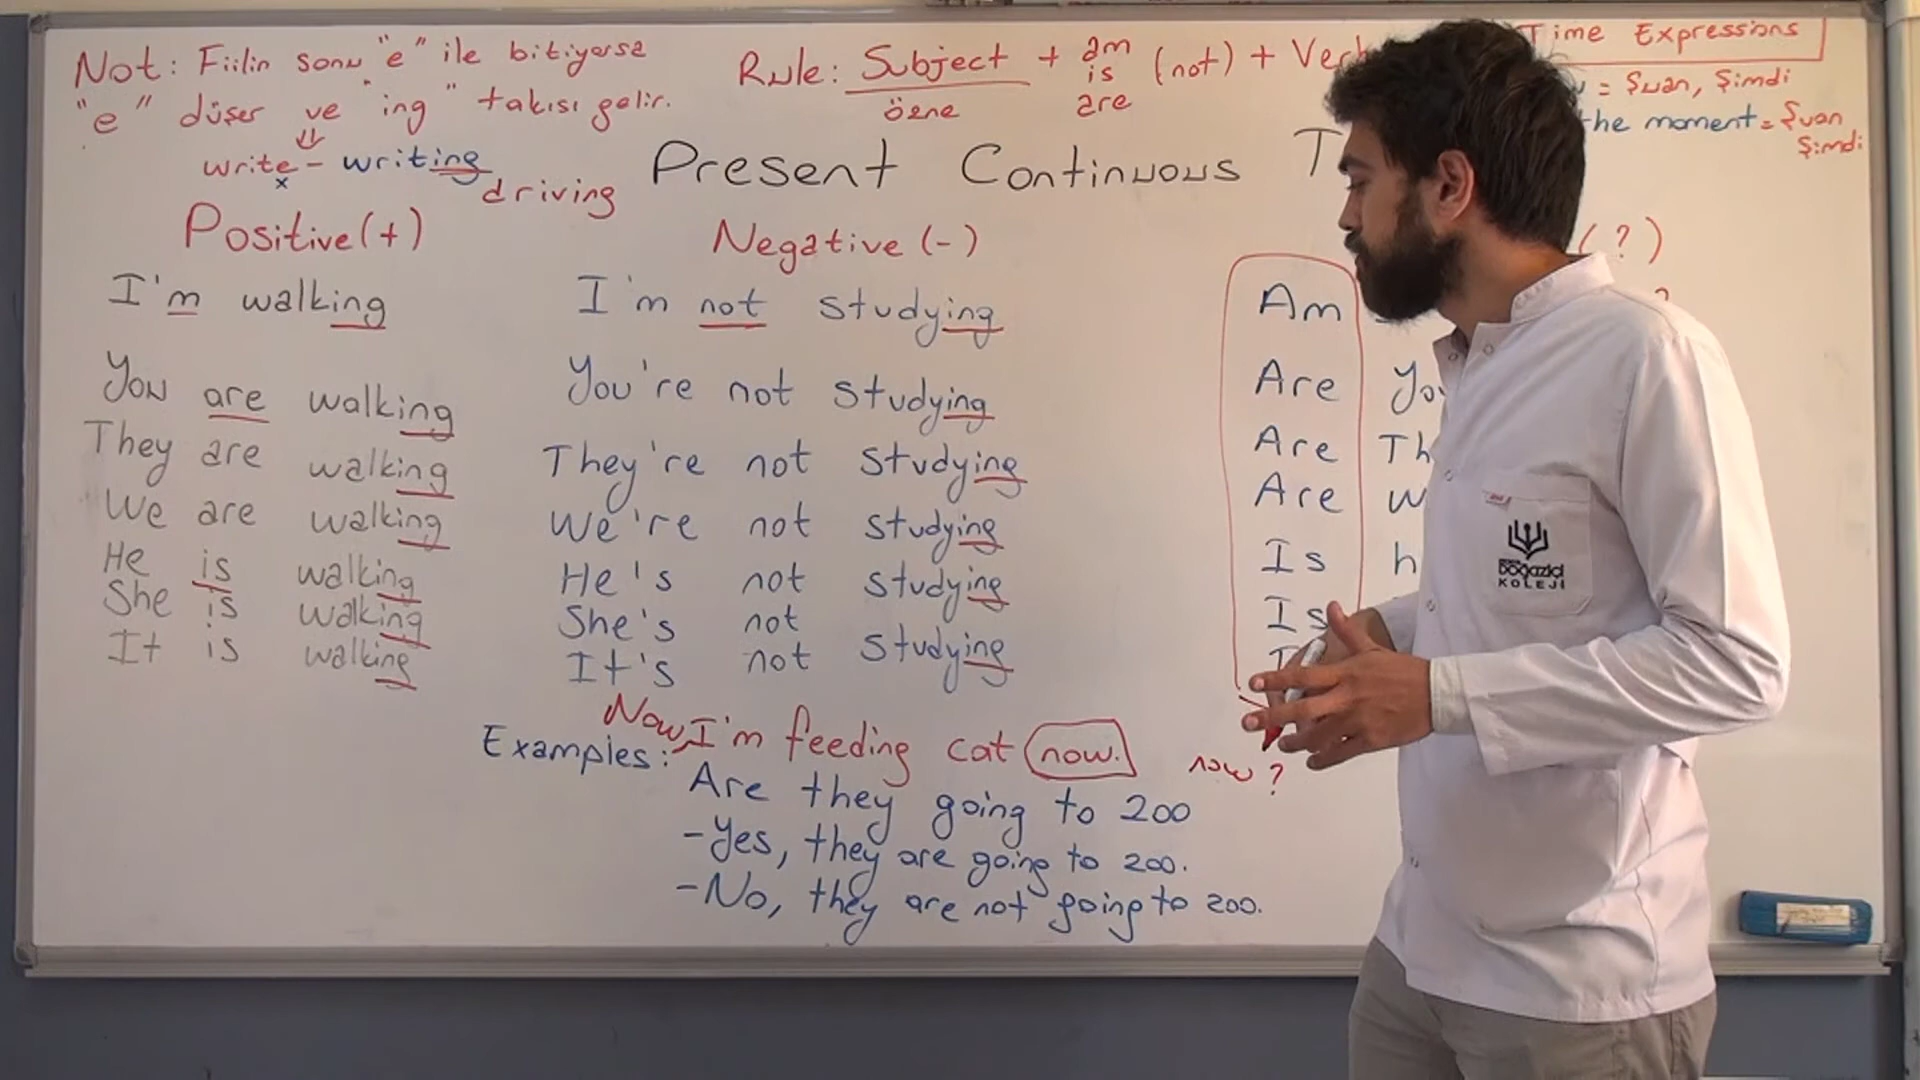 Not: Fiilin sonu "e" ile bitiyorsa
"e" düşer ve "ing" takısı gelir.
write - writing
x
driving
Rule: Subject + am (not) + Verb
is
özne are
Time Expressions
= Şuan, Şimdi
the moment = Şuan
Şimdi
Present Continuous T
Positive (+)
I'm walking
You are walking
They are walking
We are walking
He is walking
She is walking
It is walking
Negative (-)
I'm not studying
You're not studying
They're not studying
We're not studying
He's not studying
She's not
It's not studying
(?)
?
Am
Are You
Are Th
Are w
Is h
Is
I
Examples: Now, I'm feeding cat now.
now?
Are they going to zoo
- Yes, they are going to zoo.
- No, they are not going to zoo.
Boğaziçi
KOLEJİ